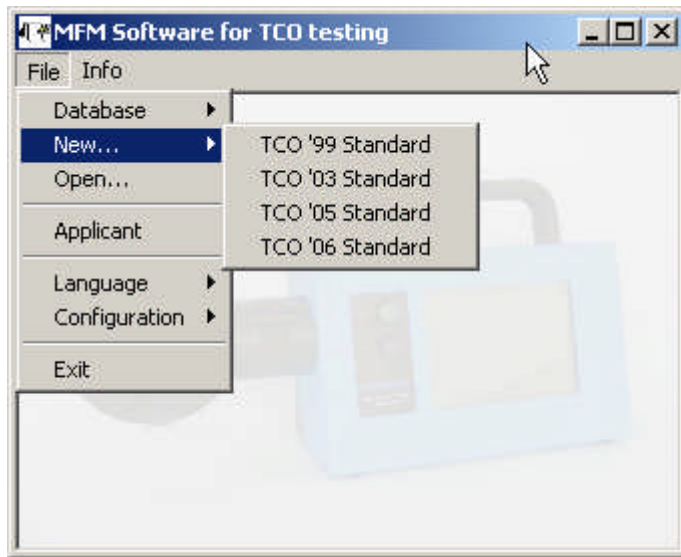 MFM Software for TCO testing
File Info
Database
New...
TCO '99 Standard
TCO '03 Standard
Open...
TCO '05 Standard
Applicant
TCO '06 Standard
Language
Configuration
Exit